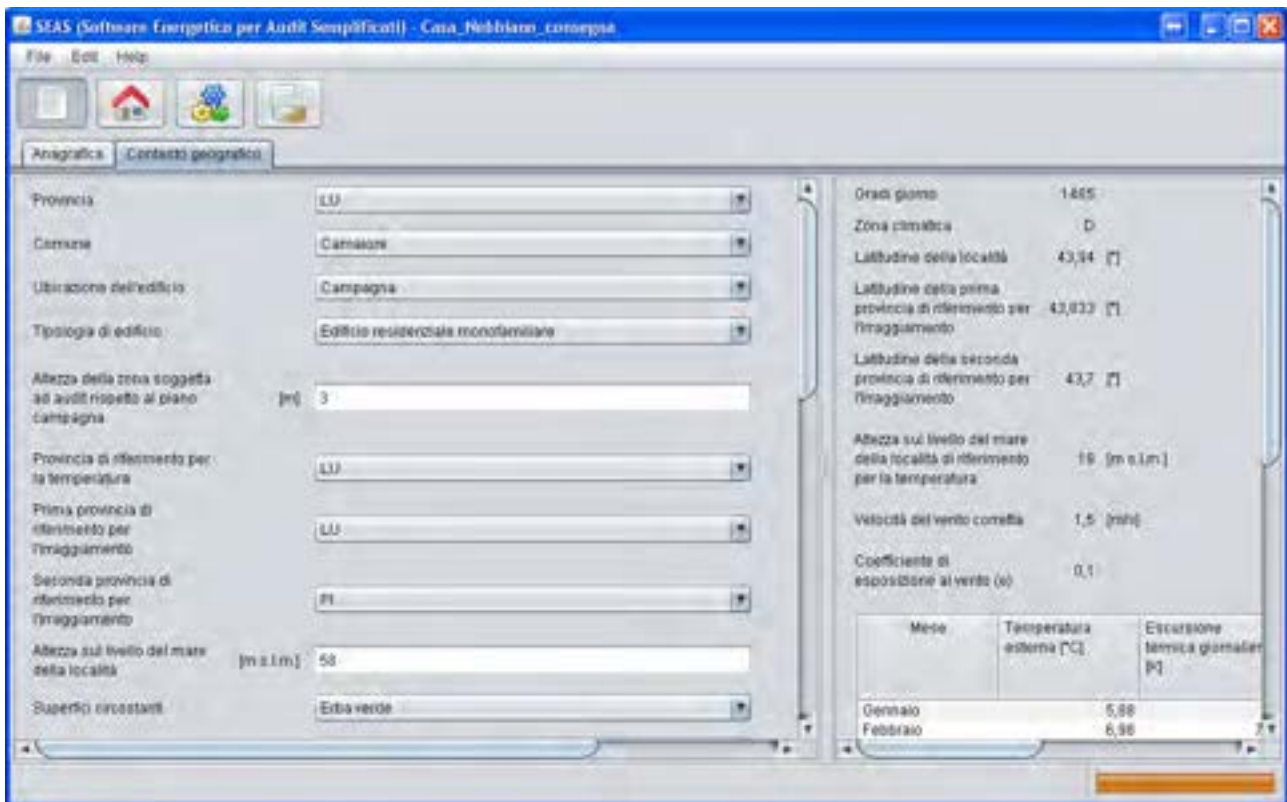 SEAS (Software Energetico per Audit Semplificati) - Casa_Nebbiano_consegna
File Edit Help
Anagrafica Contesto geografico
Provincia LU
Comune Camaiore
Ubicazione dell'edificio Campagna
Tipologia di edificio Edificio residenziale monofamiliare
Altezza della zona soggetta
ad audit rispetto al piano [m] 3
campagna
Provincia di riferimento per
la temperatura LU
Prima provincia di
riferimento per LU
l'irraggiamento
Seconda provincia di
riferimento per PI
l'irraggiamento
Altezza sul livello del mare
della località [m s.l.m.] 58
Superfici circostanti Erba verde
Gradi giorno 1465
Zona climatica D
Latitudine della località 43,94 [°]
Latitudine della prima
provincia di riferimento per 43,833 [°]
l'irraggiamento
Latitudine della seconda
provincia di riferimento per 43,7 [°]
l'irraggiamento
Altezza sul livello del mare
della località di riferimento 19 [m s.l.m.]
per la temperatura
Velocità del vento corretta 1,5
Coefficiente di
esposizione al vento (e) 0,1
Mese Temperatura Escursione
esterna [°C] termica giornalier
[K]
Gennaio 5,88
Febbraio 6,98 7